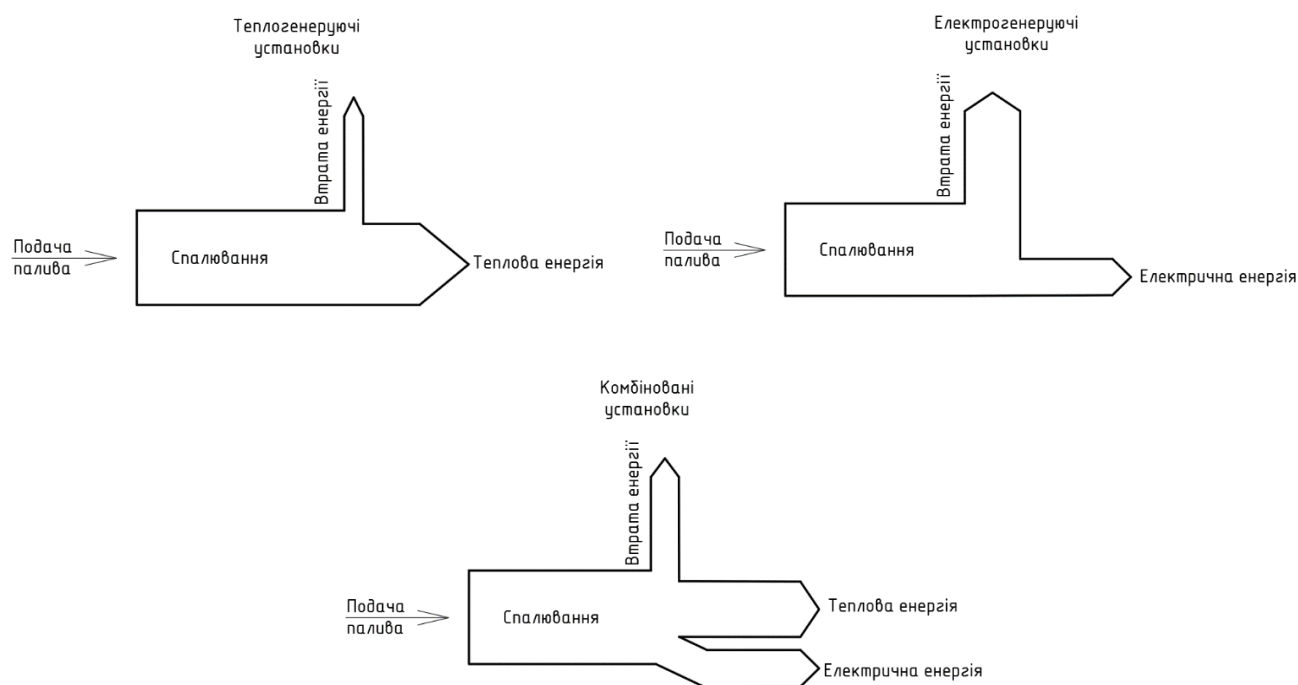 Теплогенеруючі
установки
Втрата енергії
Подача
палива
Спалювання
Теплова енергія
Електрогенеруючі
установки
Втрата енергії
Подача
палива
Спалювання
Електрична енергія
Комбіновані
установки
Втрата енергії
Подача
палива
Спалювання
Теплова енергія
Електрична енергія